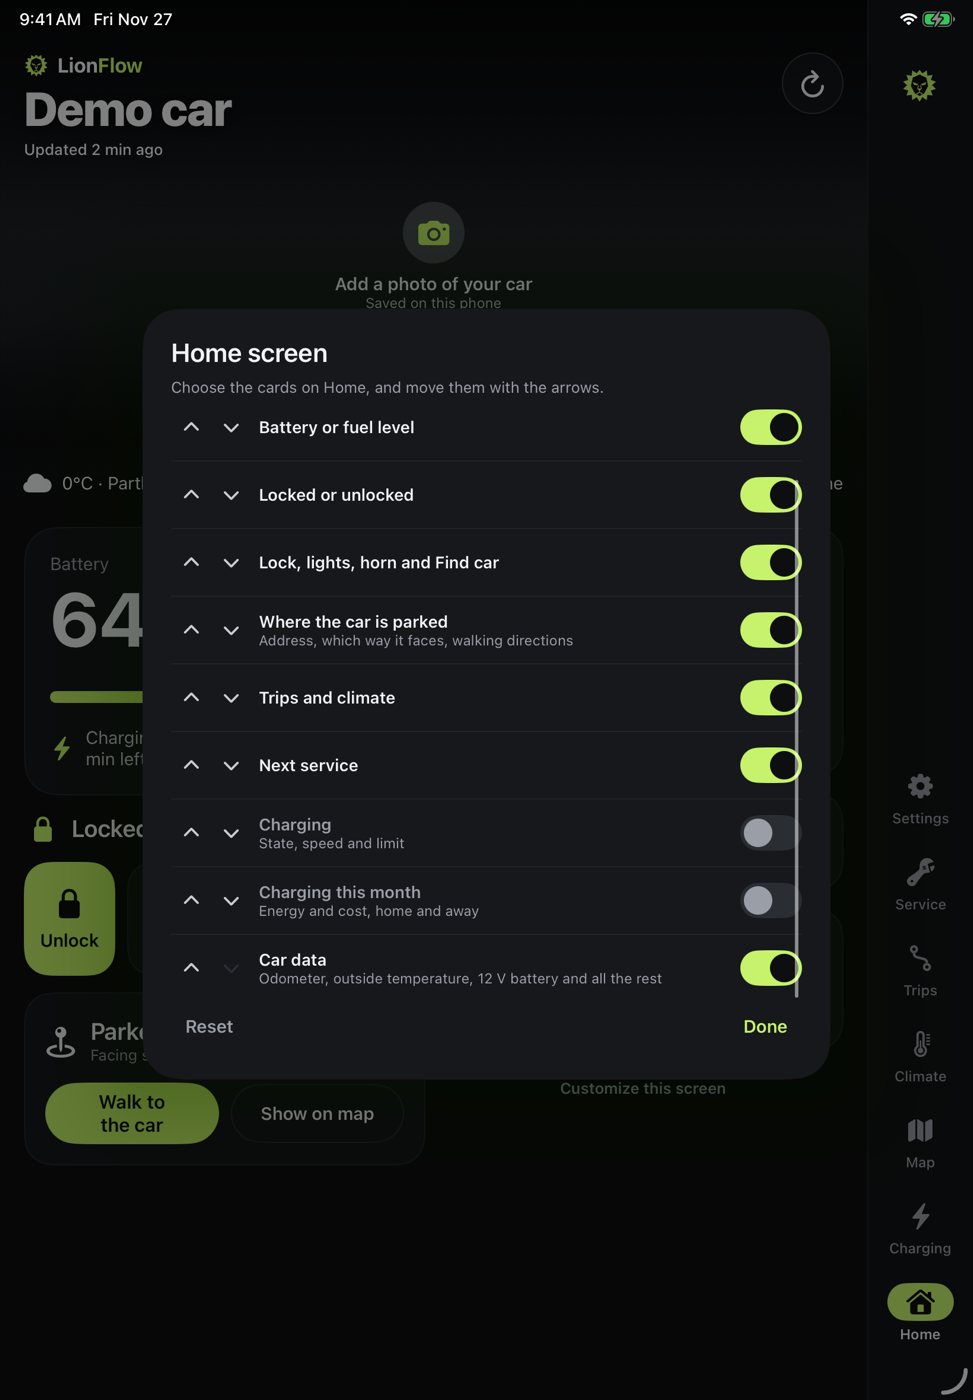 9:41 AM Fri Nov 27
LionFlow
Demo car
Updated 2 min ago
Add a photo of your car
Saved on this phone
Home screen
Choose the cards on Home, and move them with the arrows.
Battery or fuel level
Locked or unlocked
Lock, lights, horn and Find car
Where the car is parked
Address, which way it faces, walking directions
Trips and climate
Next service
Charging
State, speed and limit
Charging this month
Energy and cost, home and away
Car data
Odometer, outside temperature, 12 V battery and all the rest
Reset
Done
0°C
Battery
64
min left
Locked
Unlock
Facing
Walk to
the car
Show on map
Customize this screen
Settings
Service
Trips
Climate
Map
Charging
Home